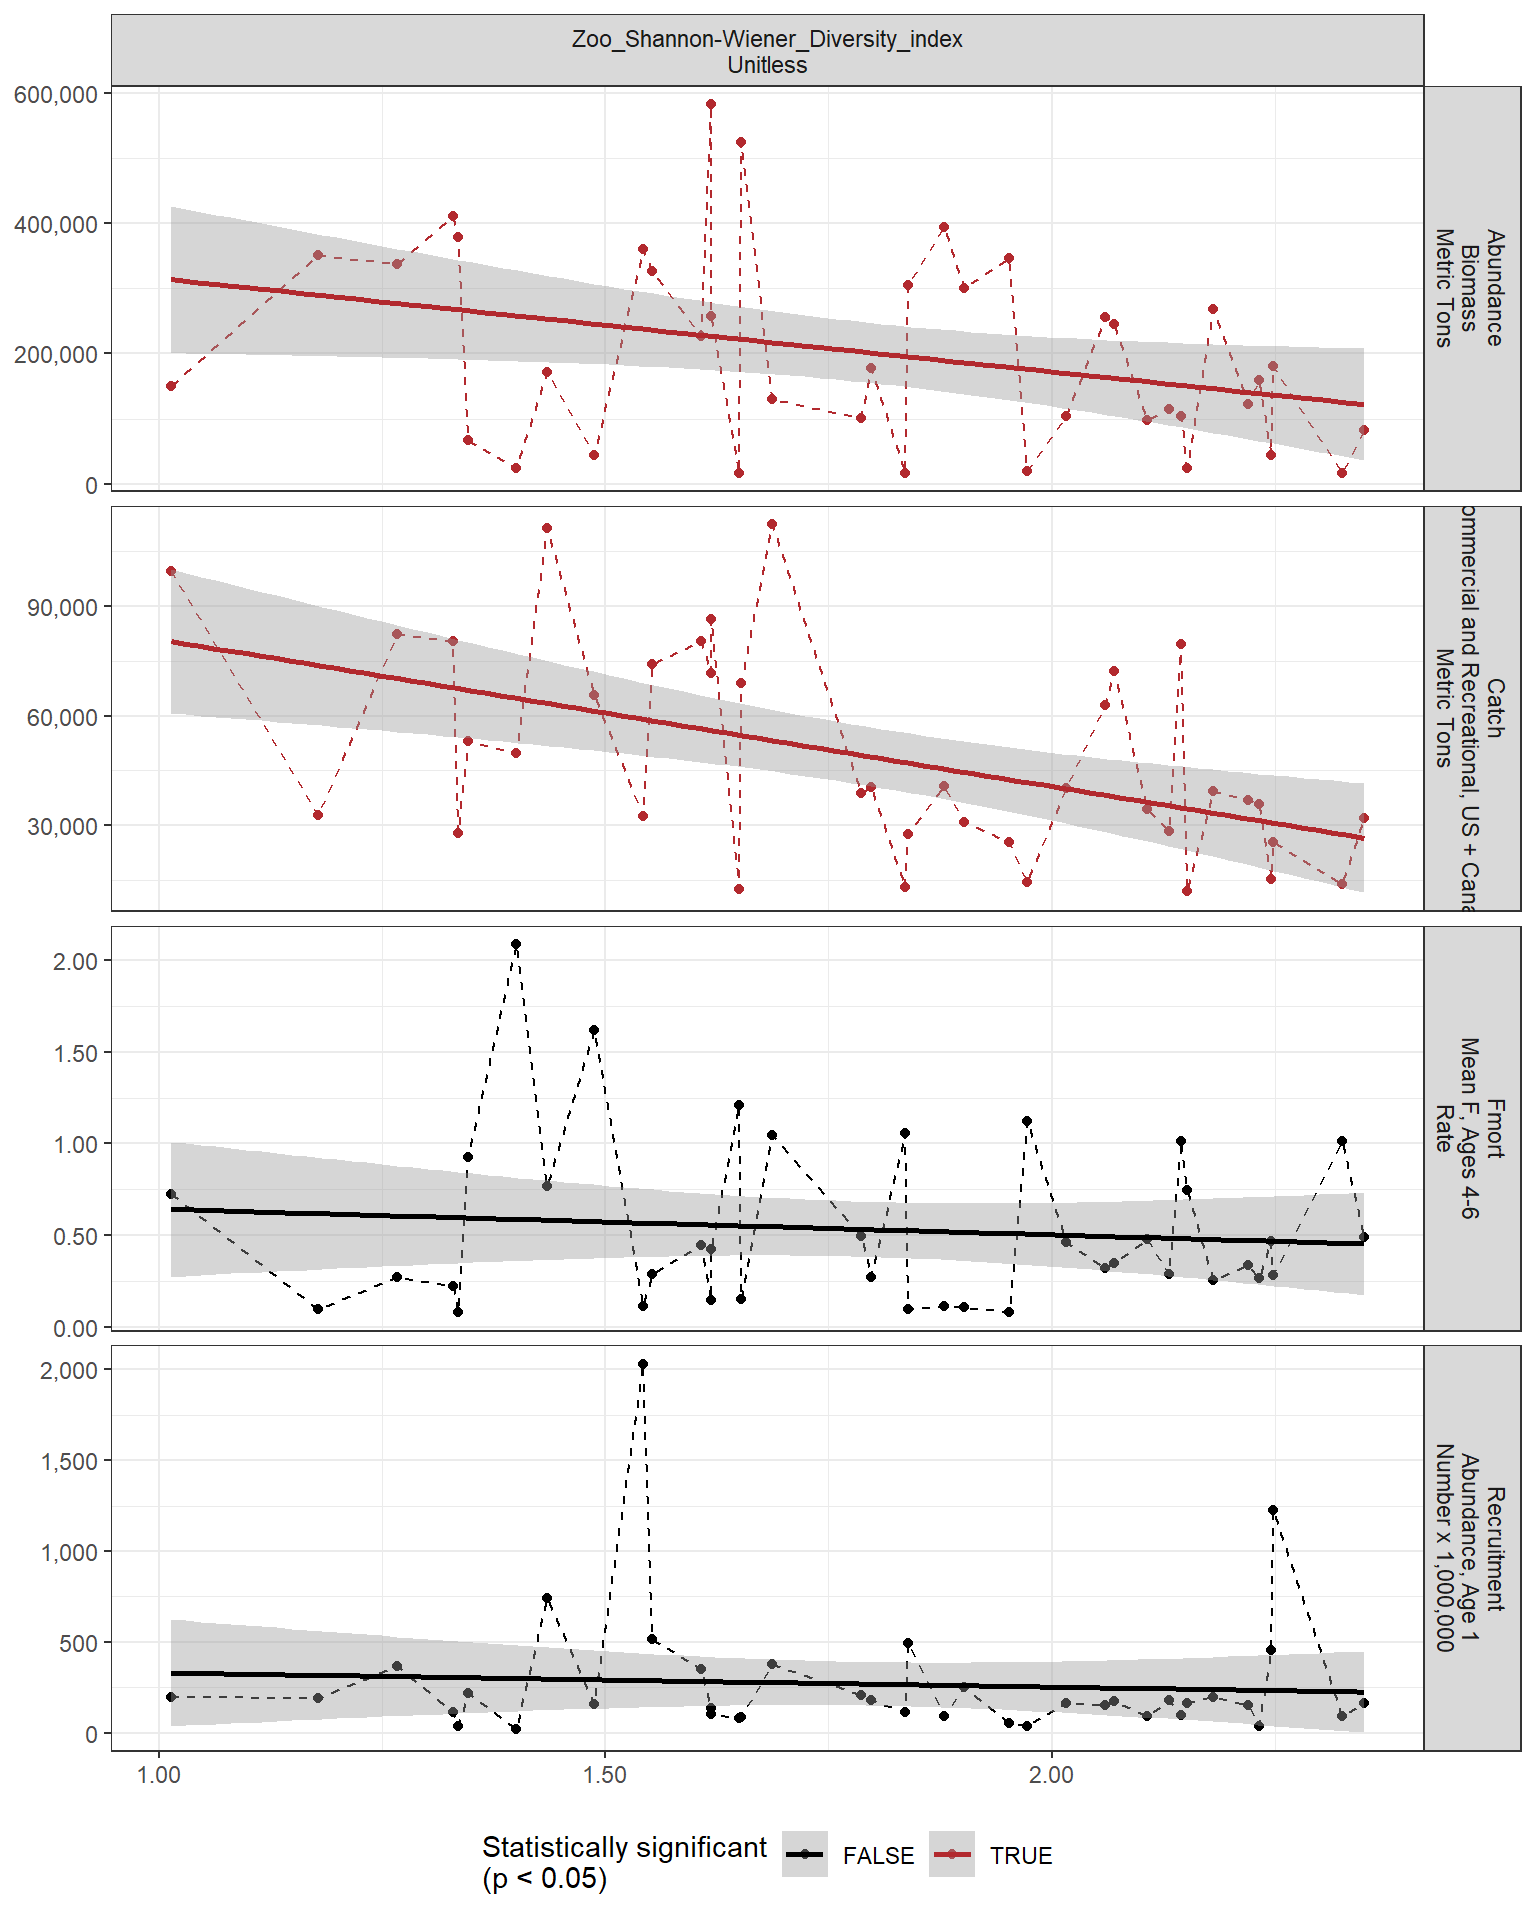 Zoo_Shannon-Wiener_Diversity_index
Unitless
600,000
400,000
200,000
0
Abundance
Biomass
Metric Tons
90,000
60,000
30,000
Catch
ommercial and Recreational, US + Cana
Metric Tons
2.00
1.50
1.00
0.50
0.00
Fmort
Mean F, Ages 4-6
Rate
2,000
1,500
1,000
500
0
Recruitment
Abundance, Age 1
Number x 1,000,000
1.00 1.50 2.00
Statistically significant
(p < 0.05)
FALSE TRUE